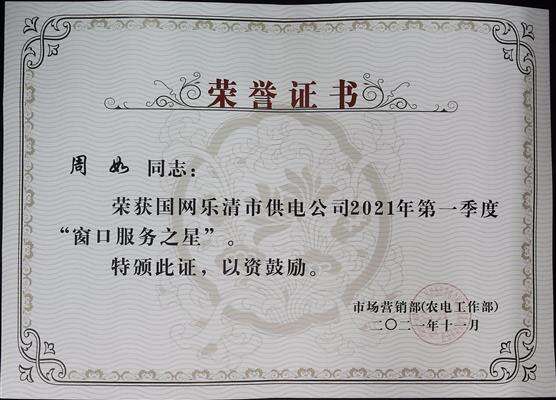 荣誉证书
周如 同志：
荣获国网乐清市供电公司2021年第一季度
“窗口服务之星”。
特颁此证，以资鼓励。
市场营销部(农电工作部)
二〇二一年十一月